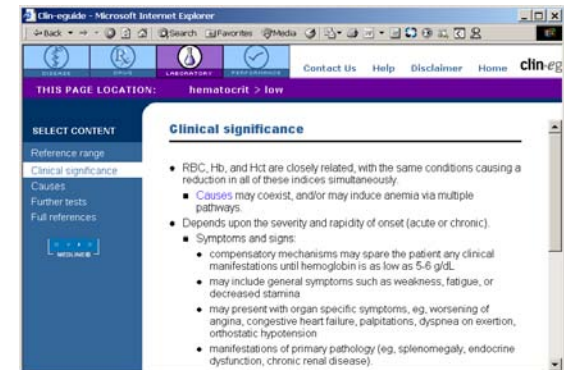 Clin-eguide - Microsoft Internet Explorer
Back Search Favorites Media
DISEASE DRUG LABORATORY PERFORMANCE Contact Us Help Disclaimer Home clin-eg
THIS PAGE LOCATION: hematocrit > low
SELECT CONTENT
Reference range
Clinical significance
Causes
Further tests
Full references
MEDLINE®
Clinical significance
• RBC, Hb, and Hct are closely related, with the same conditions causing a
reduction in all of these indices simultaneously.
■ Causes may coexist, and/or may induce anemia via multiple
pathways.
• Depends upon the severity and rapidity of onset (acute or chronic).
■ Symptoms and signs:
• compensatory mechanisms may spare the patient any clinical
manifestations until hemoglobin is as low as 5-6 g/dL
• may include general symptoms such as weakness, fatigue, or
decreased stamina
• may present with organ specific symptoms, eg, worsening of
angina, congestive heart failure, palpitations, dyspnea on exertion,
orthostatic hypotension
• manifestations of primary pathology (eg, splenomegaly, endocrine
dysfunction, chronic renal disease).